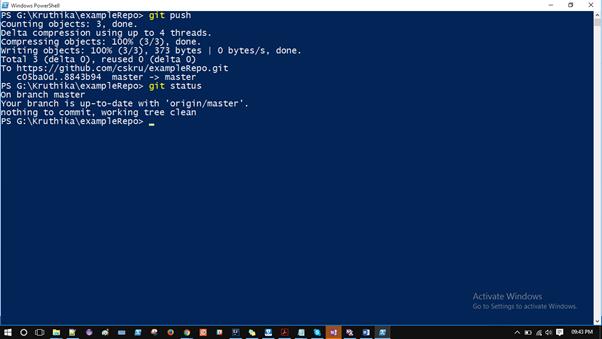 Windows PowerShell
PS G:\Kruthika\exampleRepo> git push
Counting objects: 3, done.
Delta compression using up to 4 threads.
Compressing objects: 100% (3/3), done.
Writing objects: 100% (3/3), 373 bytes | 0 bytes/s, done.
Total 3 (delta 0), reused 0 (delta 0)
To https://github.com/cskru/exampleRepo.git
   c05ba0d..8843b94  master -> master
PS G:\Kruthika\exampleRepo> git status
On branch master
Your branch is up-to-date with 'origin/master'.
nothing to commit, working tree clean
PS G:\Kruthika\exampleRepo> _
Activate Windows
Go to Settings to activate Windows.
09:43 PM